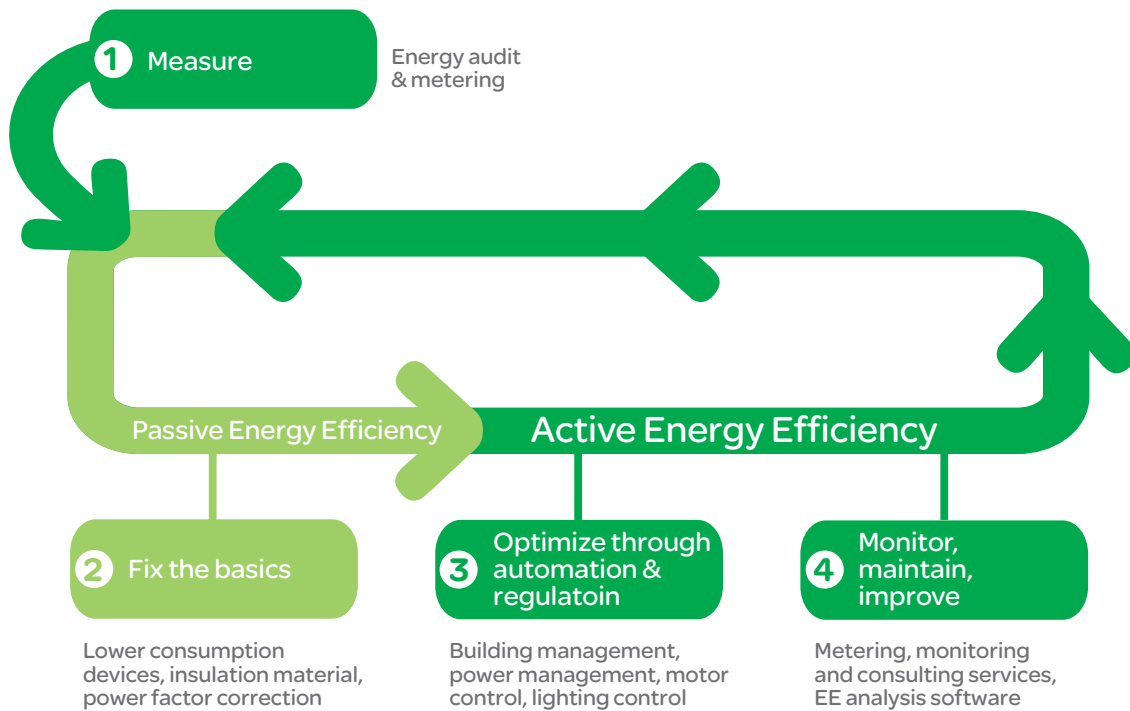 1 Measure
Energy audit
& metering
Passive Energy Efficiency
Active Energy Efficiency
2 Fix the basics
3 Optimize through
automation &
regulatoin
4 Monitor,
maintain,
improve
Lower consumption
devices, insulation material,
power factor correction
Building management,
power management, motor
control, lighting control
Metering, monitoring
and consulting services,
EE analysis software